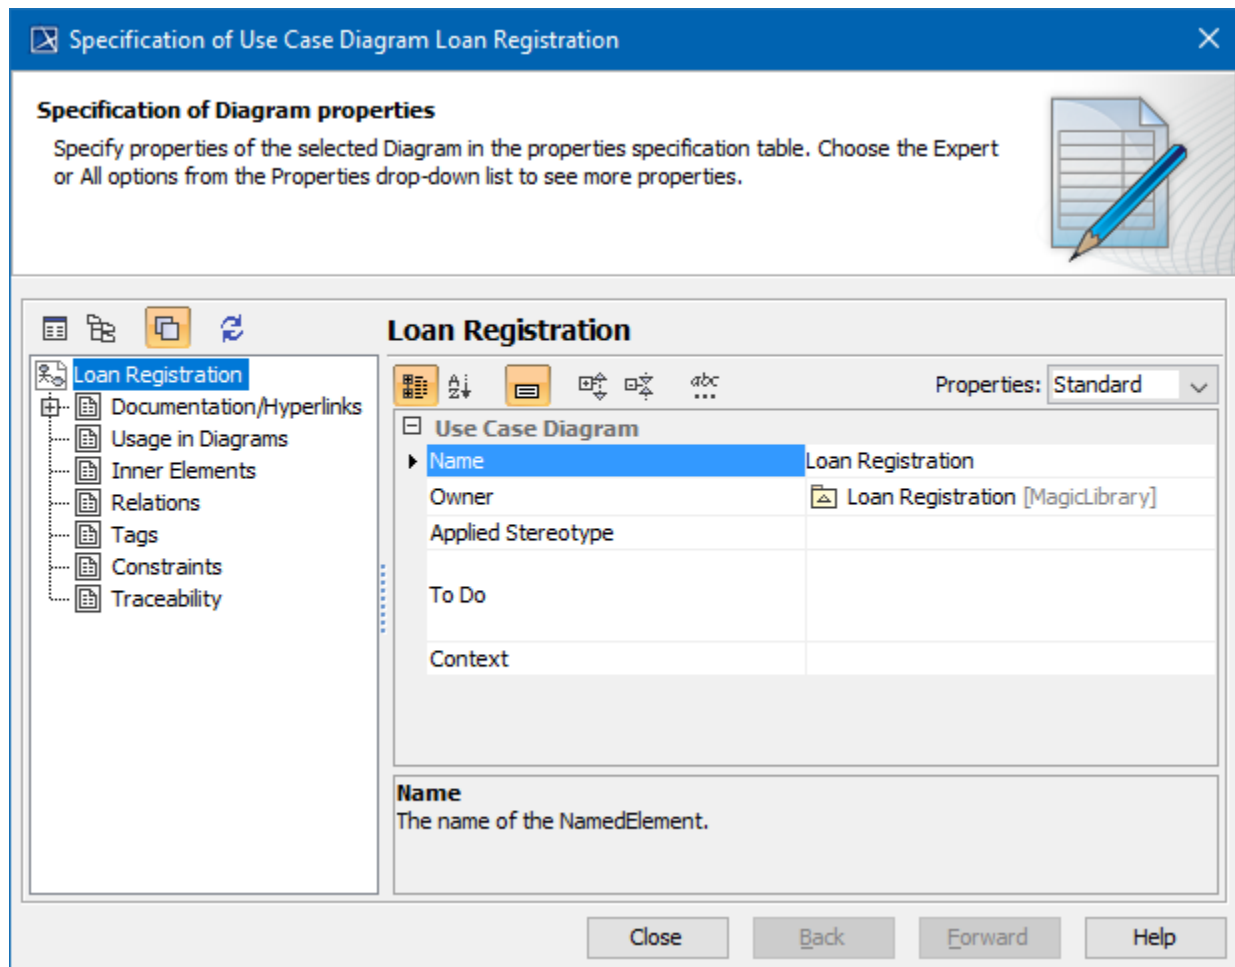 Specification of Use Case Diagram Loan Registration
Specification of Diagram properties
Specify properties of the selected Diagram in the properties specification table. Choose the Expert
or All options from the Properties drop-down list to see more properties.
Loan Registration
Documentation/Hyperlinks
Usage in Diagrams
Inner Elements
Relations
Tags
Constraints
Traceability
Loan Registration
abc
Properties: Standard
Use Case Diagram
Name Loan Registration
Owner Loan Registration [MagicLibrary]
Applied Stereotype
To Do
Context
Name
The name of the NamedElement.
Close Back Forward Help